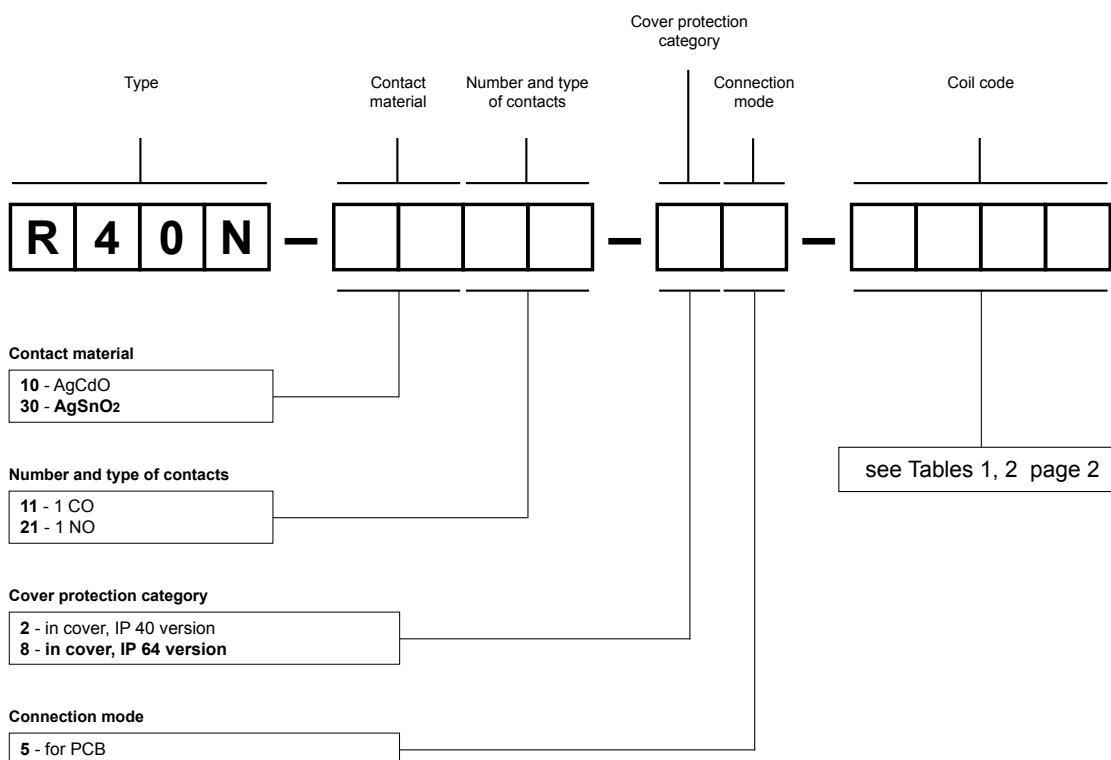 Cover protection
category
Type
Contact
material
Number and type
of contacts
Connection
mode
Coil code
R 4 0 N – – –
Contact material
10 - AgCdO
30 - AgSnO2
Number and type of contacts
11 - 1 CO
21 - 1 NO
see Tables 1, 2 page 2
Cover protection category
2 - in cover, IP 40 version
8 - in cover, IP 64 version
Connection mode
5 - for PCB